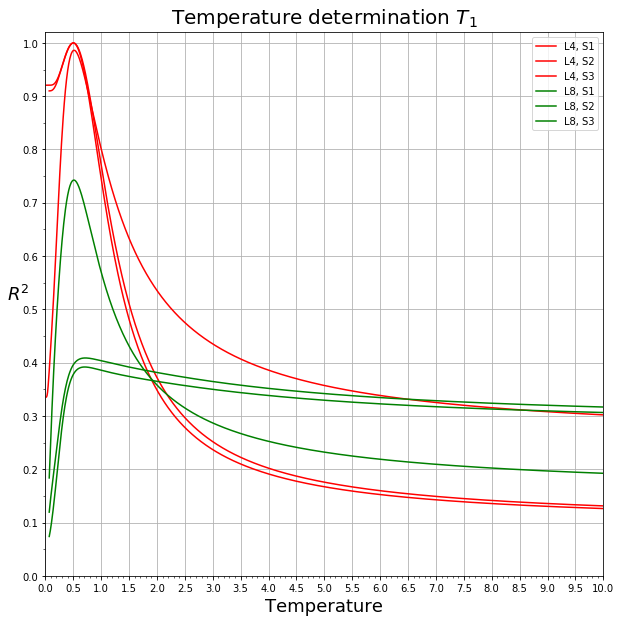 Temperature determination T₁
L4, S1
L4, S2
L4, S3
L8, S1
L8, S2
L8, S3
1.0
0.9
0.8
0.7
0.6
R²
0.5
0.4
0.3
0.2
0.1
0.0
0.0 0.5 1.0 1.5 2.0 2.5 3.0 3.5 4.0 4.5 5.0 5.5 6.0 6.5 7.0 7.5 8.0 8.5 9.0 9.5 10.0
Temperature